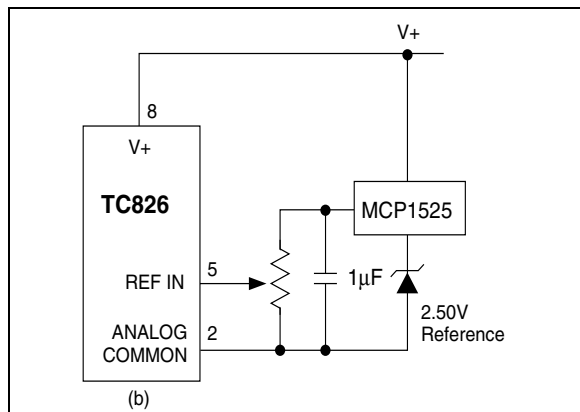 V+
8
V+
TC826
MCP1525
5
REF IN
1µF
2.50V
Reference
2
ANALOG
COMMON
(b)